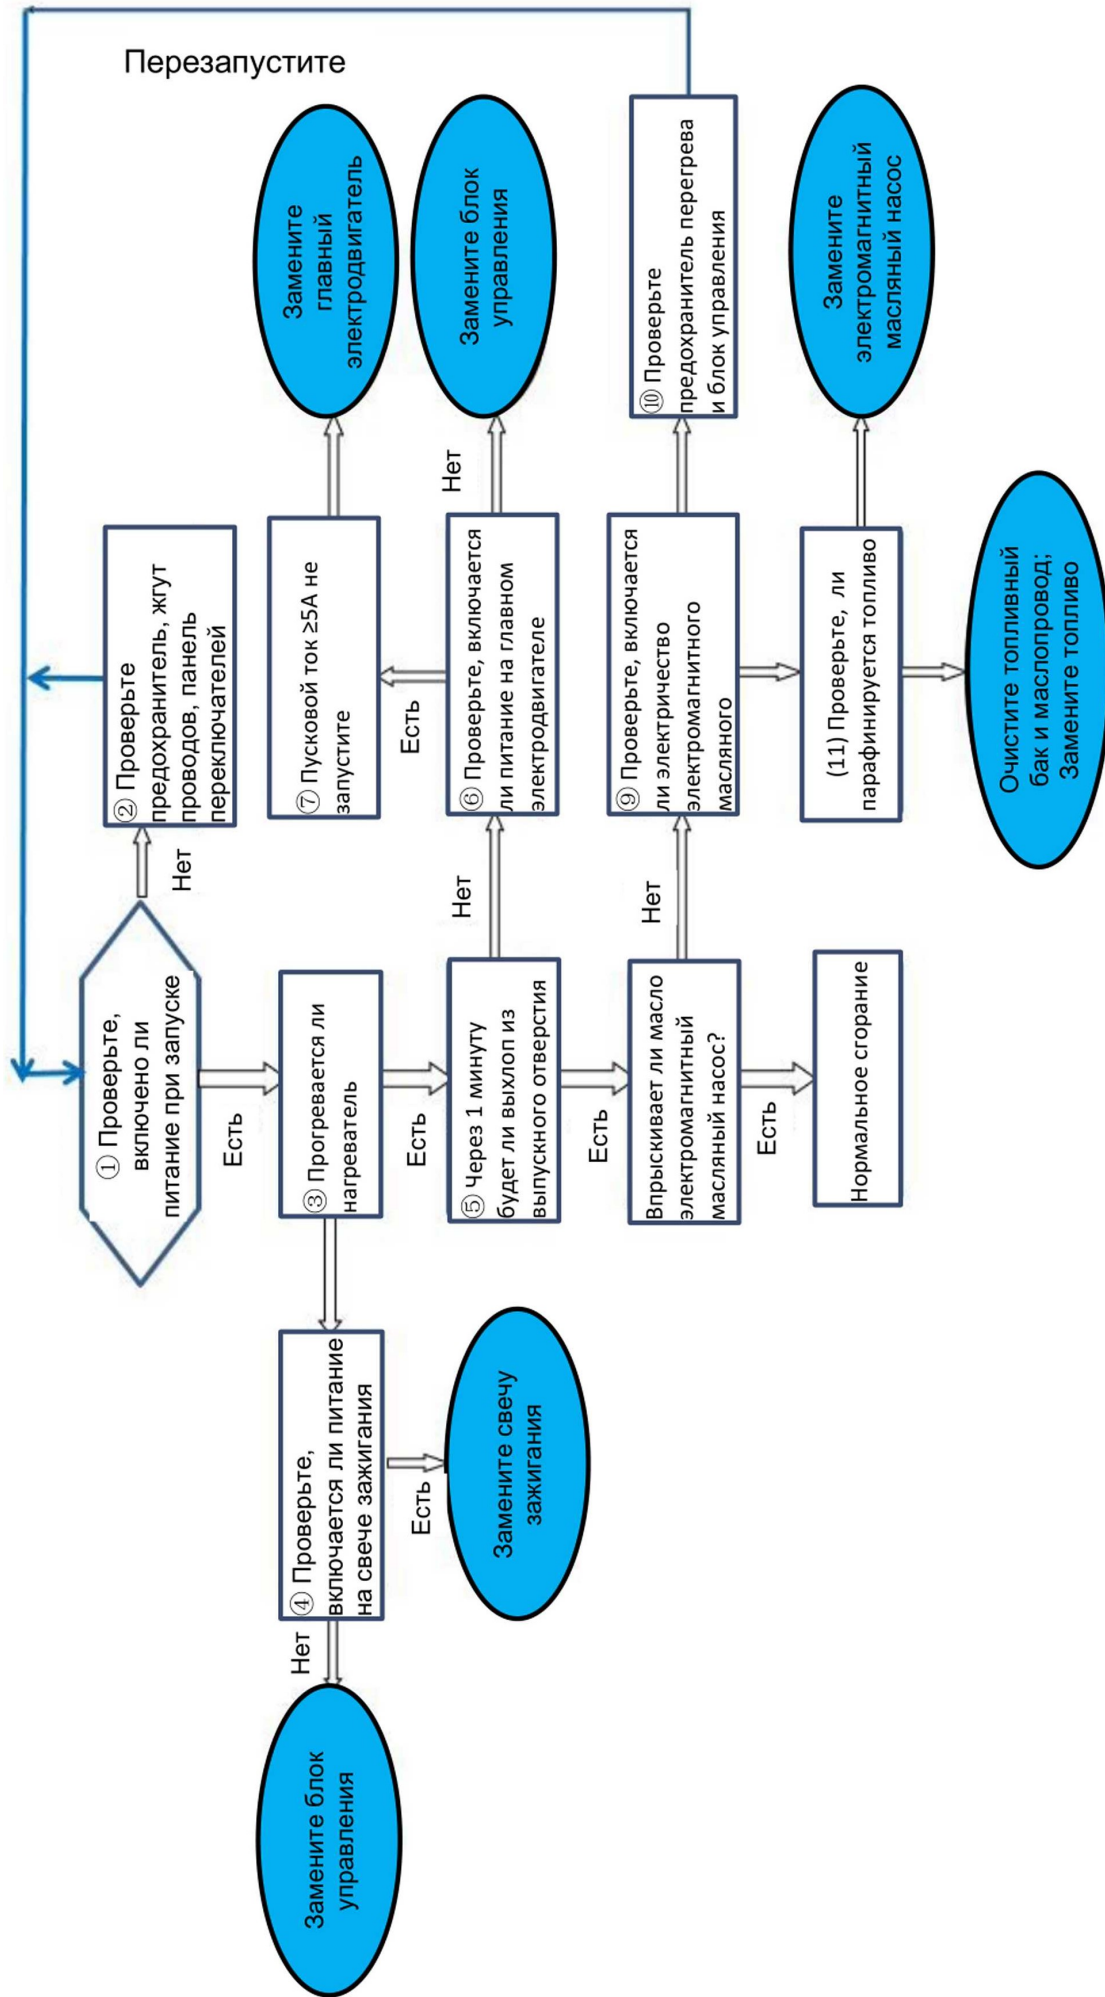 Перезапустите
① Проверьте,
включено ли
питание при запуске
Нет
② Проверьте
предохранитель, жгут
проводов, панель
переключателей
Есть
③ Прогревается ли
нагреватель
④ Проверьте,
включается ли питание
на свече зажигания
Нет
Замените блок
управления
Есть
Замените свечу
зажигания
Есть
⑤ Через 1 минуту
будет ли выхлоп из
выпускного отверстия
Нет
⑥ Проверьте, включается
ли питание на главном
электродвигателе
Есть
⑦ Пусковой ток ≥5А не
запустите
Замените
главный
электродвигатель
Нет
Замените блок
управления
Есть
Впрыскивает ли масло
электромагнитный
масляный насос?
Нет
⑨ Проверьте, включается
ли электричество
электромагнитного
масляного
⑩ Проверьте
предохранитель перегрева
и блок управления
(11) Проверьте, ли
парафинируется топливо
Замените
электромагнитный
масляный насос
Очистите топливный
бак и маслопровод;
Замените топливо
Есть
Нормальное сгорание